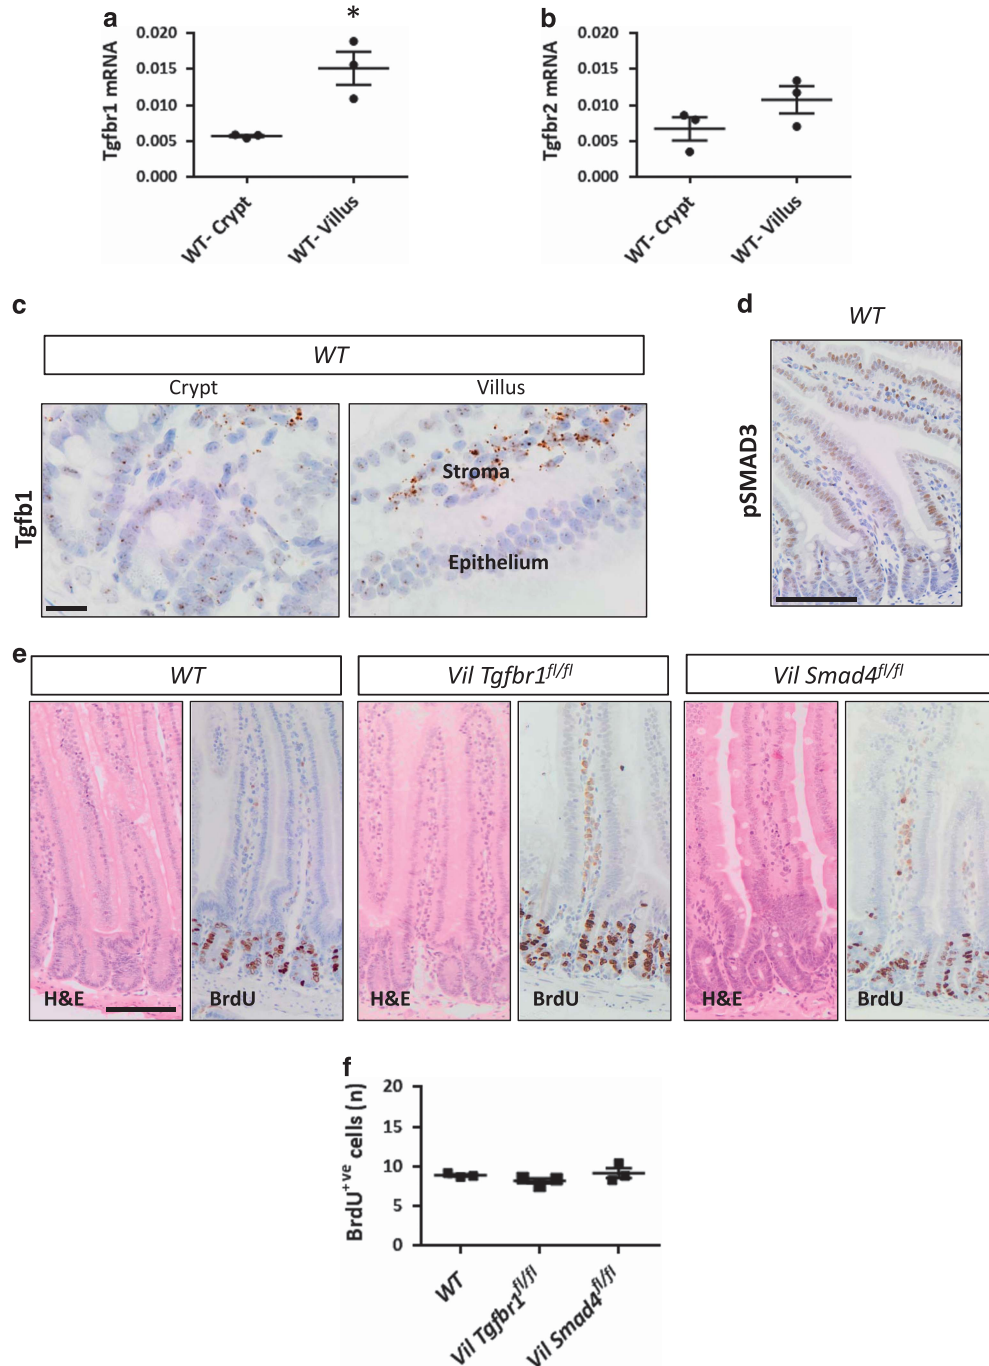 a
*
Tgfbr1 mRNA
0.020
0.015
0.010
0.005
0.000
WT- Crypt
WT- Villus
b
Tgfbr2 mRNA
0.020
0.015
0.010
0.005
0.000
WT- Crypt
WT- Villus
c
WT
Crypt
Villus
Tgfb1
Stroma
Epithelium
d
WT
pSMAD3
e
WT
Vil Tgfbr1fl/fl
Vil Smad4fl/fl
H&E
BrdU
H&E
BrdU
H&E
BrdU
f
BrdU+ve cells (n)
20
15
10
5
0
WT
Vil Tgfbr1fl/fl
Vil Smad4fl/fl